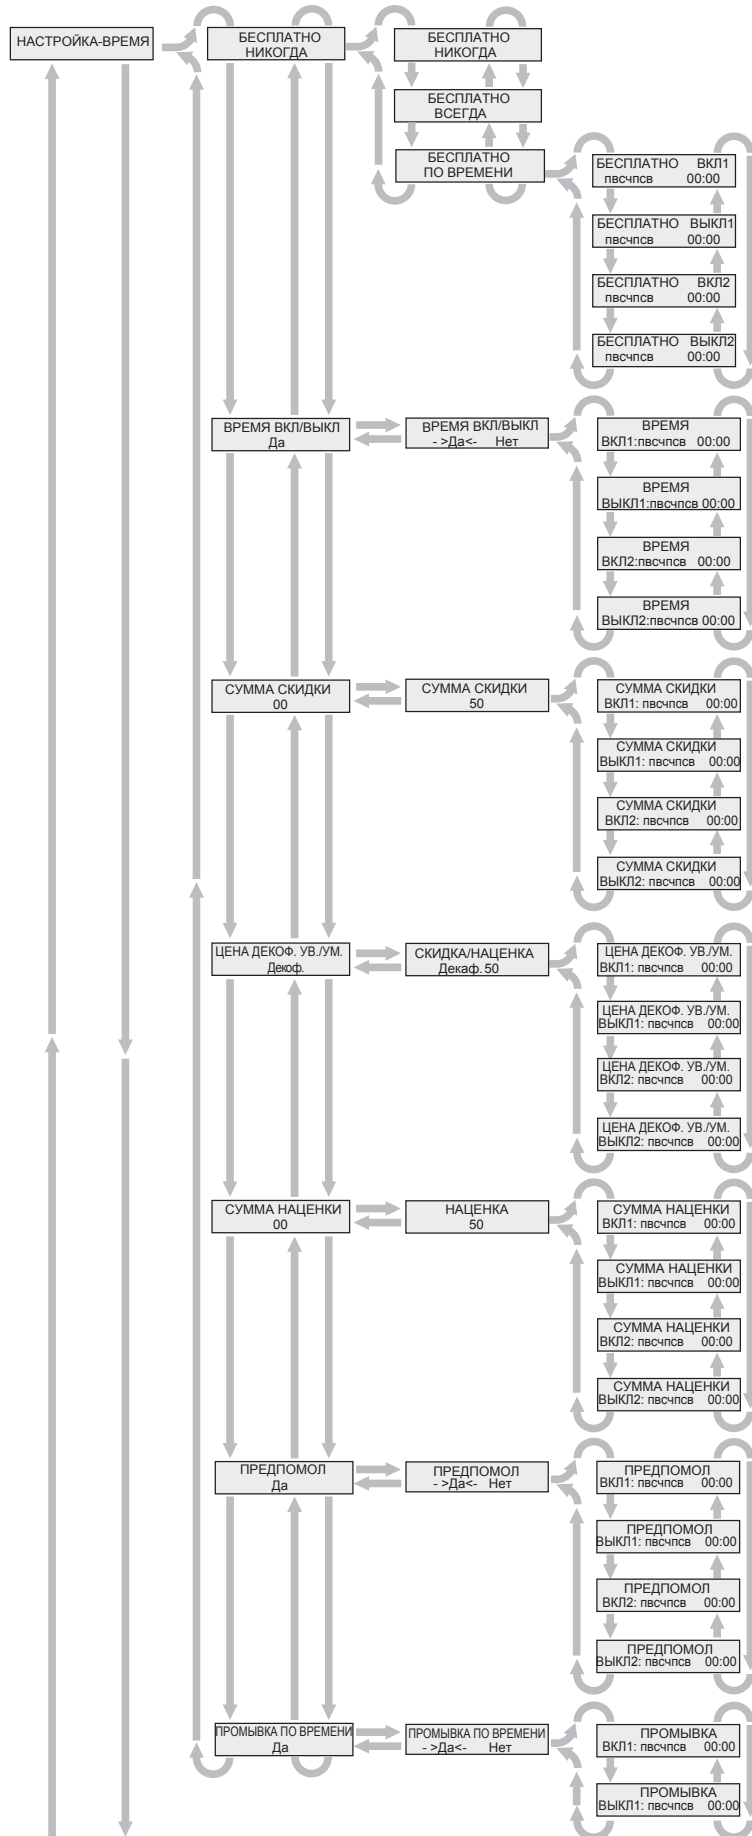 НАСТРОЙКА-ВРЕМЯ
БЕСПЛАТНО
НИКОГДА
БЕСПЛАТНО
НИКОГДА
БЕСПЛАТНО
ВСЕГДА
БЕСПЛАТНО
ПО ВРЕМЕНИ
БЕСПЛАТНО ВКЛ1
пвсчпсв 00:00
БЕСПЛАТНО ВЫКЛ1
пвсчпсв 00:00
БЕСПЛАТНО ВКЛ2
пвсчпсв 00:00
БЕСПЛАТНО ВЫКЛ2
пвсчпсв 00:00
ВРЕМЯ ВКЛ/ВЫКЛ
Да
ВРЕМЯ ВКЛ/ВЫКЛ
- >Да<- Нет
ВРЕМЯ
ВКЛ1:пвсчпсв 00:00
ВРЕМЯ
ВЫКЛ1:пвсчпсв 00:00
ВРЕМЯ
ВКЛ2:пвсчпсв 00:00
ВРЕМЯ
ВЫКЛ2:пвсчпсв 00:00
СУММА СКИДКИ
00
СУММА СКИДКИ
50
СУММА СКИДКИ
ВКЛ1: пвсчпсв 00:00
СУММА СКИДКИ
ВЫКЛ1: пвсчпсв 00:00
СУММА СКИДКИ
ВКЛ2: пвсчпсв 00:00
СУММА СКИДКИ
ВЫКЛ2: пвсчпсв 00:00
ЦЕНА ДЕКОФ. УВ./УМ.
Декоф.
СКИДКА/НАЦЕНКА
Декаф. 50
ЦЕНА ДЕКОФ. УВ./УМ.
ВКЛ1: пвсчпсв 00:00
ЦЕНА ДЕКОФ. УВ./УМ.
ВЫКЛ1: пвсчпсв 00:00
ЦЕНА ДЕКОФ. УВ./УМ.
ВКЛ2: пвсчпсв 00:00
ЦЕНА ДЕКОФ. УВ./УМ.
ВЫКЛ2: пвсчпсв 00:00
СУММА НАЦЕНКИ
00
НАЦЕНКА
50
СУММА НАЦЕНКИ
ВКЛ1: пвсчпсв 00:00
СУММА НАЦЕНКИ
ВЫКЛ1: пвсчпсв 00:00
СУММА НАЦЕНКИ
ВКЛ2: пвсчпсв 00:00
СУММА НАЦЕНКИ
ВЫКЛ2: пвсчпсв 00:00
ПРЕДПОМОЛ
Да
ПРЕДПОМОЛ
- >Да<- Нет
ПРЕДПОМОЛ
ВКЛ1: пвсчпсв 00:00
ПРЕДПОМОЛ
ВЫКЛ1: пвсчпсв 00:00
ПРЕДПОМОЛ
ВКЛ2: пвсчпсв 00:00
ПРЕДПОМОЛ
ВЫКЛ2: пвсчпсв 00:00
ПРОМЫВКА ПО ВРЕМЕНИ
Да
ПРОМЫВКА ПО ВРЕМЕНИ
- >Да<- Нет
ПРОМЫВКА
ВКЛ1: пвсчпсв 00:00
ПРОМЫВКА
ВЫКЛ1: пвсчпсв 00:00